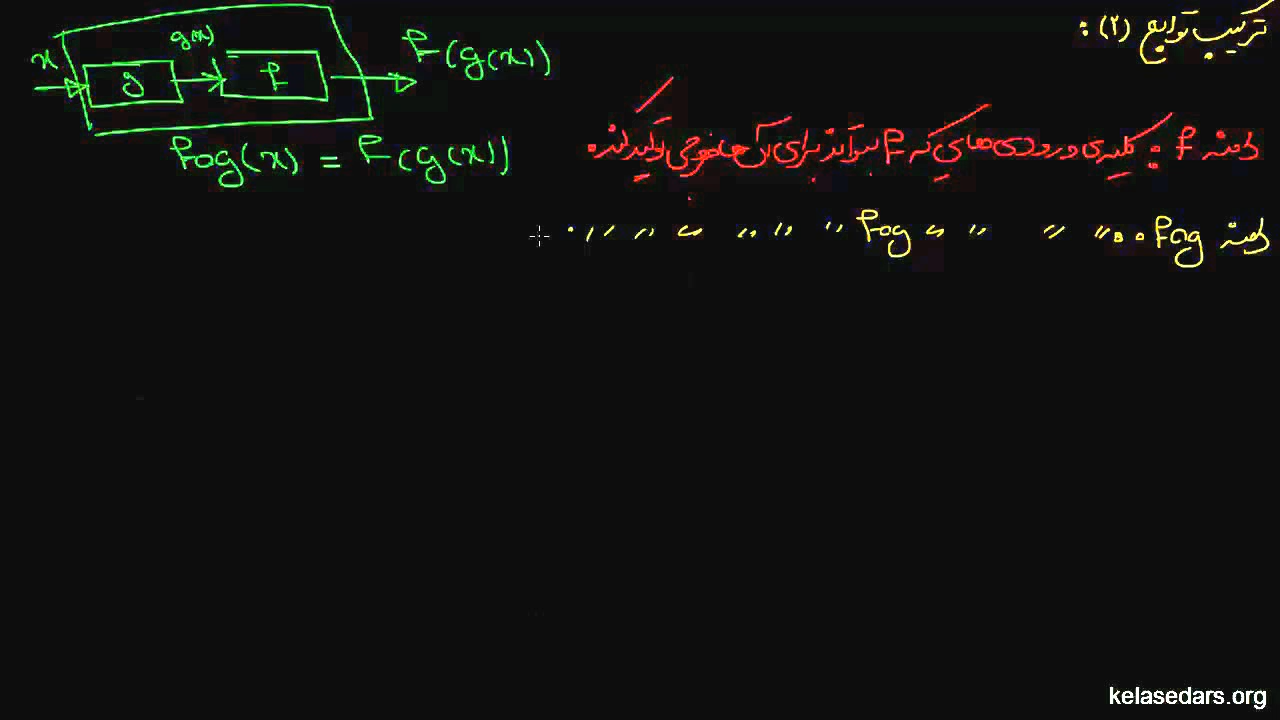 ترکیب توابع (۲) :
x
g(x)
g
f
f(g(x))
fog(x) = f(g(x))
دامنه f : کلیه‌ی ورودی‌هایی که f بتواند برای آن‌ها خروجی تولید کند
دامنه fog : " " " " fog " " " " " " "
kelasedars.org